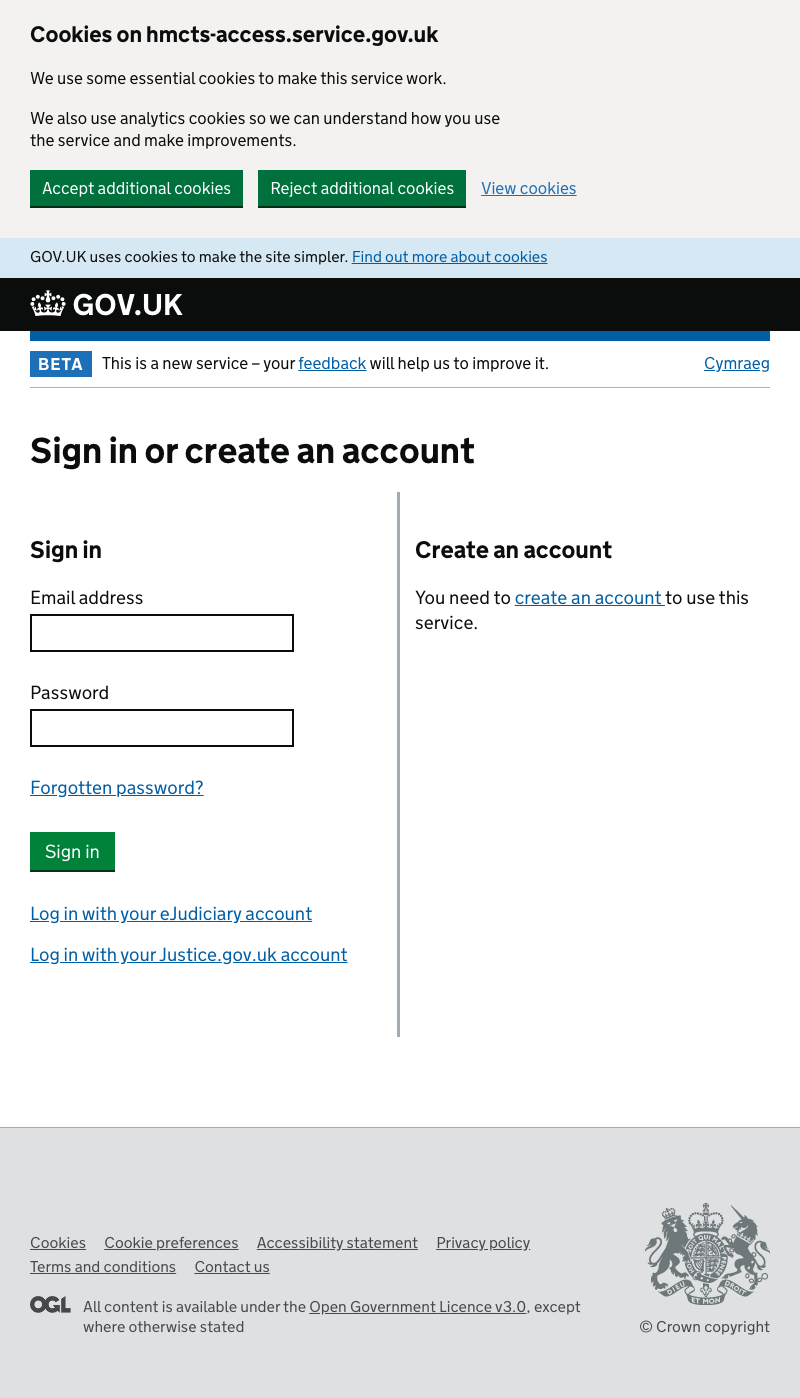 Cookies on hmcts-access.service.gov.uk
We use some essential cookies to make this service work.
We also use analytics cookies so we can understand how you use
the service and make improvements.
Accept additional cookies Reject additional cookies View cookies
GOV.UK uses cookies to make the site simpler. Find out more about cookies
GOV.UK
BETA This is a new service – your feedback will help us to improve it. Cymraeg
Sign in or create an account
Sign in
Email address
Password
Forgotten password?
Sign in
Log in with your eJudiciary account
Log in with your Justice.gov.uk account
Create an account
You need to create an account to use this
service.
Cookies Cookie preferences Accessibility statement Privacy policy
Terms and conditions Contact us
OGL All content is available under the Open Government Licence v3.0, except
where otherwise stated
DIEU ET MON DROIT
© Crown copyright